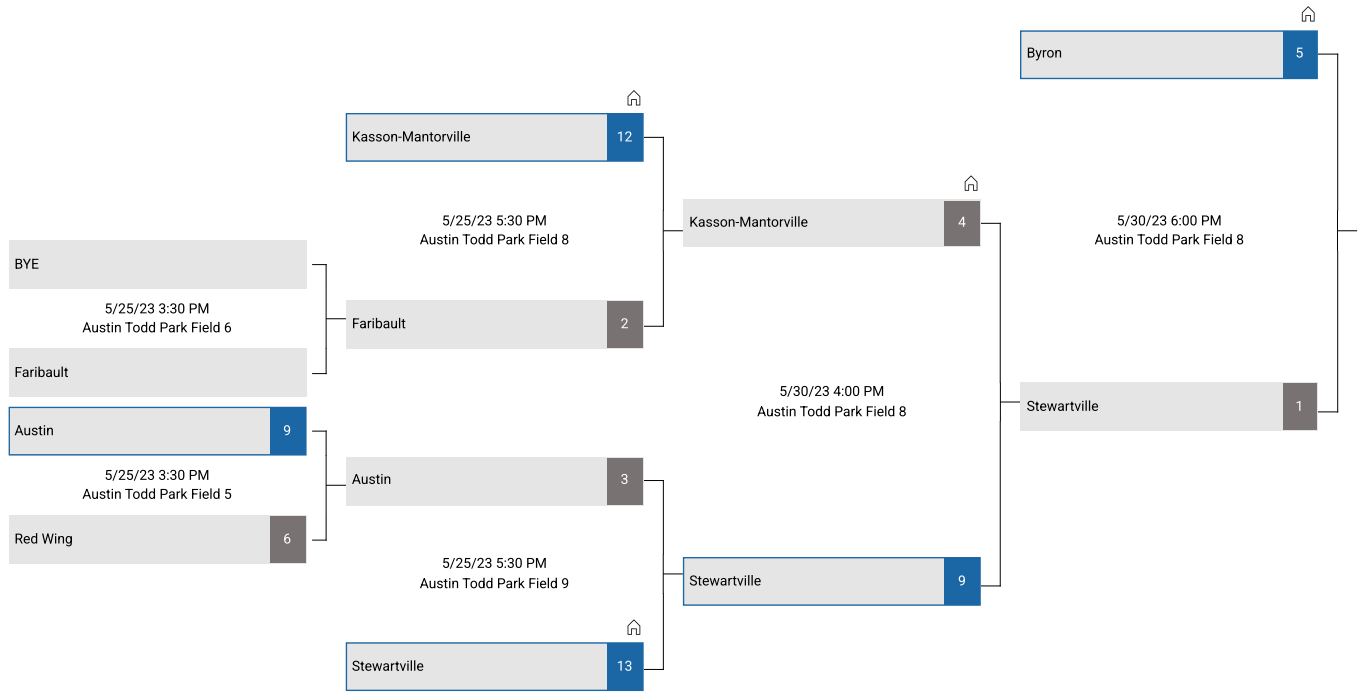 Byron
5
Kasson-Mantorville
12
5/25/23 5:30 PM
Austin Todd Park Field 8
Kasson-Mantorville
4
5/30/23 6:00 PM
Austin Todd Park Field 8
BYE
5/25/23 3:30 PM
Austin Todd Park Field 6
Faribault
2
Faribault
5/30/23 4:00 PM
Austin Todd Park Field 8
Stewartville
1
Austin
9
5/25/23 3:30 PM
Austin Todd Park Field 5
Red Wing
6
Austin
3
5/25/23 5:30 PM
Austin Todd Park Field 9
Stewartville
9
Stewartville
13